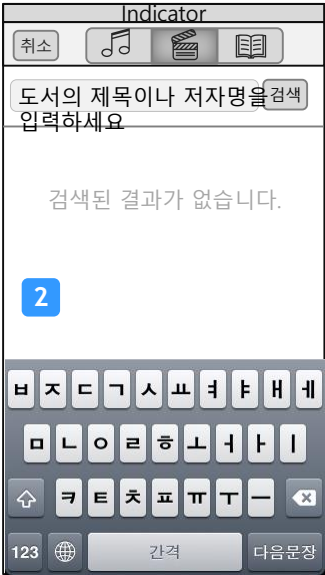 Indicator
취소
도서의 제목이나 저자명을
입력하세요
검색
검색된 결과가 없습니다.
2
ㅂ ㅈ ㄷ ㄱ ㅅ ㅛ ㅕ ㅑ ㅐ ㅔ
ㅁ ㄴ ㅇ ㄹ ㅎ ㅗ ㅓ ㅏ ㅣ
ㅋ ㅌ ㅊ ㅍ ㅠ ㅜ ㅡ
123 간격 다음문장